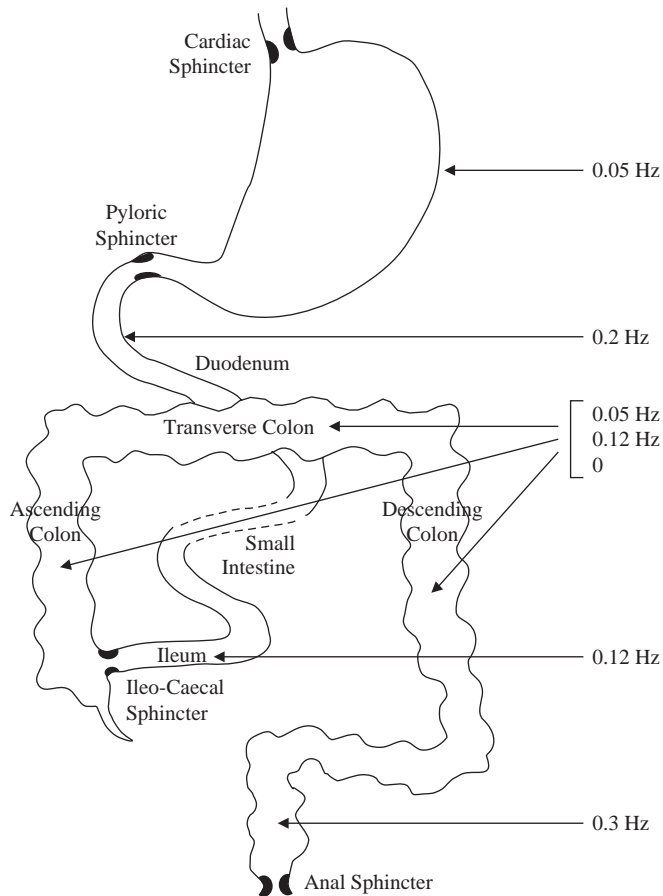 Cardiac
Sphincter
0.05 Hz
Pyloric
Sphincter
0.2 Hz
Duodenum
0.05 Hz
0.12 Hz
0
Transverse Colon
Ascending
Colon
Descending
Colon
Small
Intestine
Ileum
0.12 Hz
Ileo-Caecal
Sphincter
0.3 Hz
Anal Sphincter